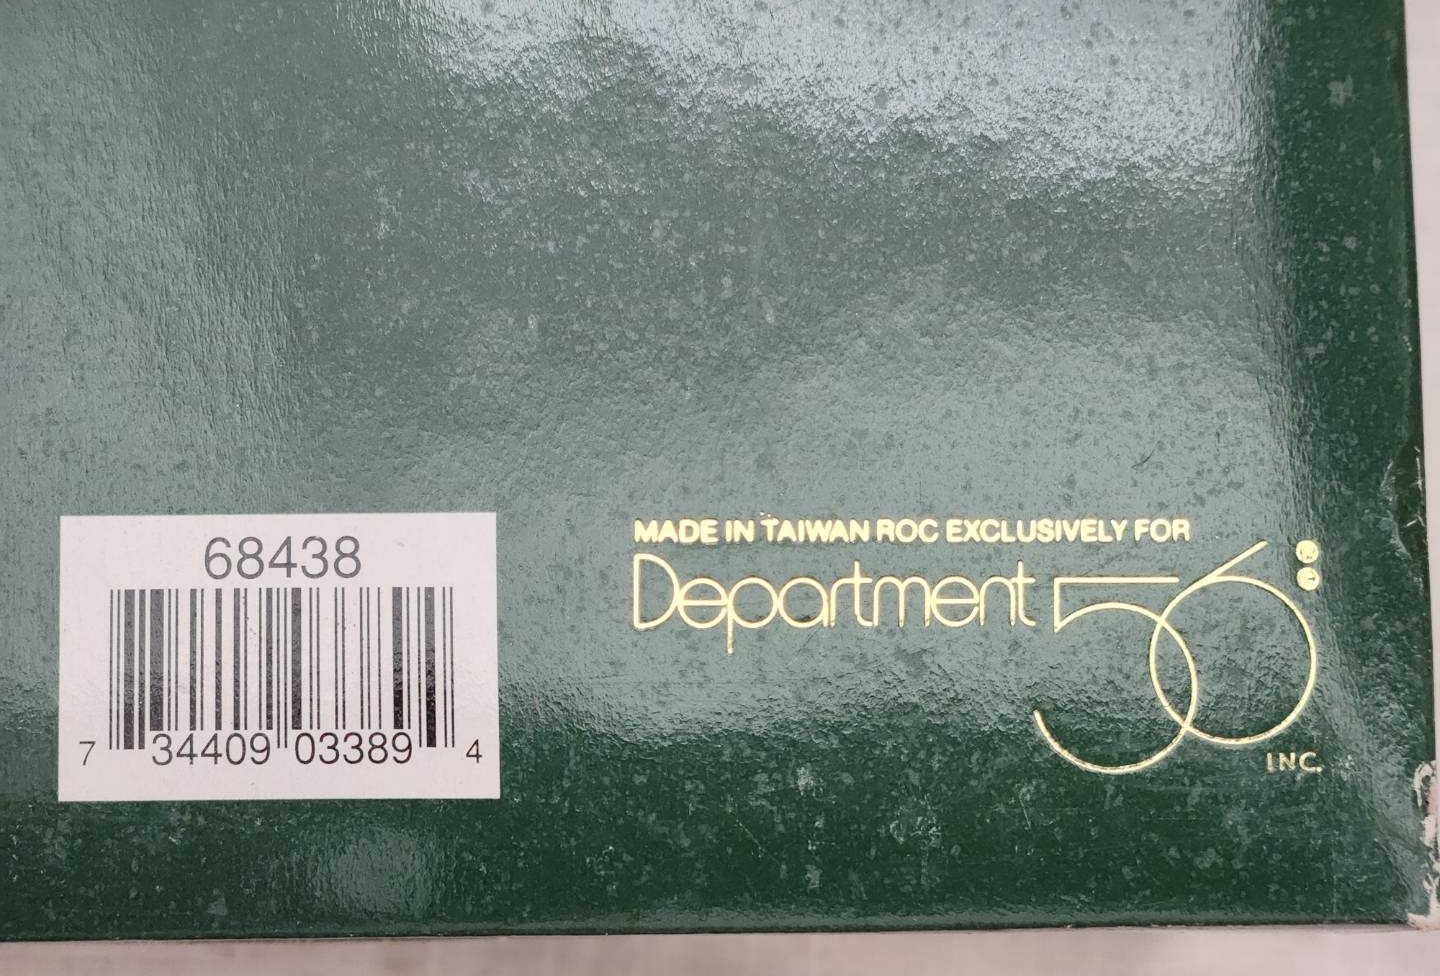 68438
7 34409 03389 4
MADE IN TAIWAN ROC EXCLUSIVELY FOR
Department 56
INC.